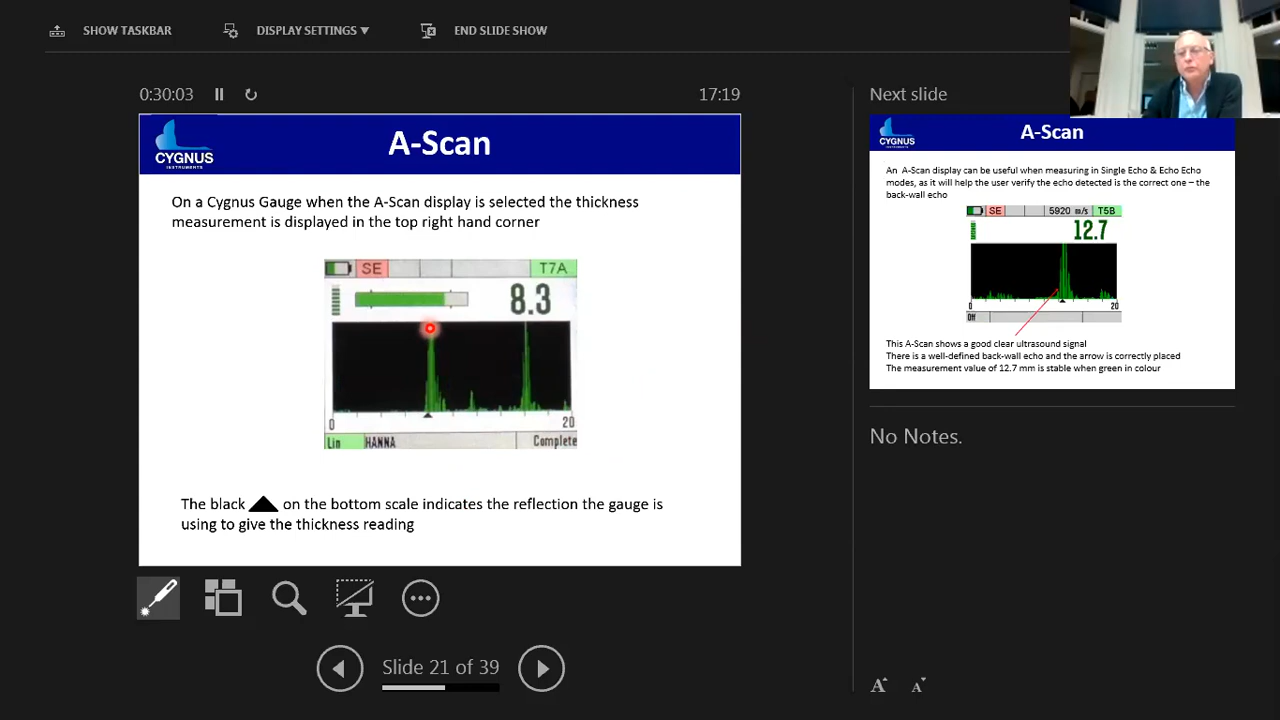 SHOW TASKBAR
DISPLAY SETTINGS
END SLIDE SHOW
0:30:03
17:19
CYGNUS
INSTRUMENTS
A-Scan
On a Cygnus Gauge when the A-Scan display is selected the thickness
measurement is displayed in the top right hand corner
SE
T7A
8.3
0
20
Lin
HANNA
Complete
The black
on the bottom scale indicates the reflection the gauge is
using to give the thickness reading
Slide 21 of 39
Next slide
CYGNUS
INSTRUMENTS
A-Scan
An A-Scan display can be useful when measuring in Single Echo & Echo Echo
modes, as it will help the user verify the echo detected is the correct one – the
back-wall echo
SE
5920 m/s
T5B
12.7
0
20
Off
This A-Scan shows a good clear ultrasound signal
There is a well-defined back-wall echo and the arrow is correctly placed
The measurement value of 12.7 mm is stable when green in colour
No Notes.
A
A